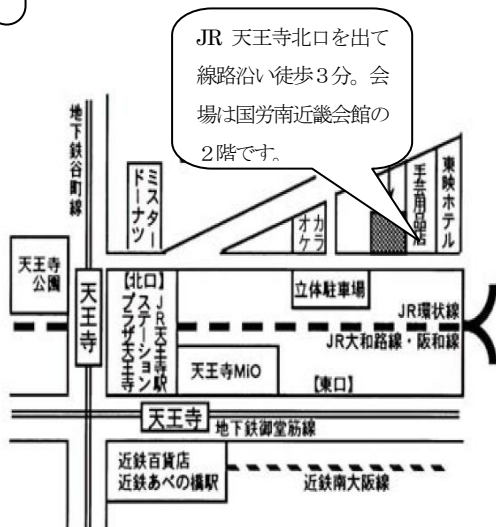 JR 天王寺北口を出て
線路沿い徒歩３分。会
場は国労南近畿会館の
２階です。
地下鉄谷町線
ミスター
ドーナツ
カラ
オケ
手芸用品店
東映ホテル
天王寺
公園
天王寺
【北口】
JR天王寺駅
ステーション
プラザ天王寺
立体駐車場
JR環状線
JR大和路線・阪和線
天王寺MiO
【東口】
天王寺
地下鉄御堂筋線
近鉄百貨店
近鉄あべの橋駅
近鉄南大阪線